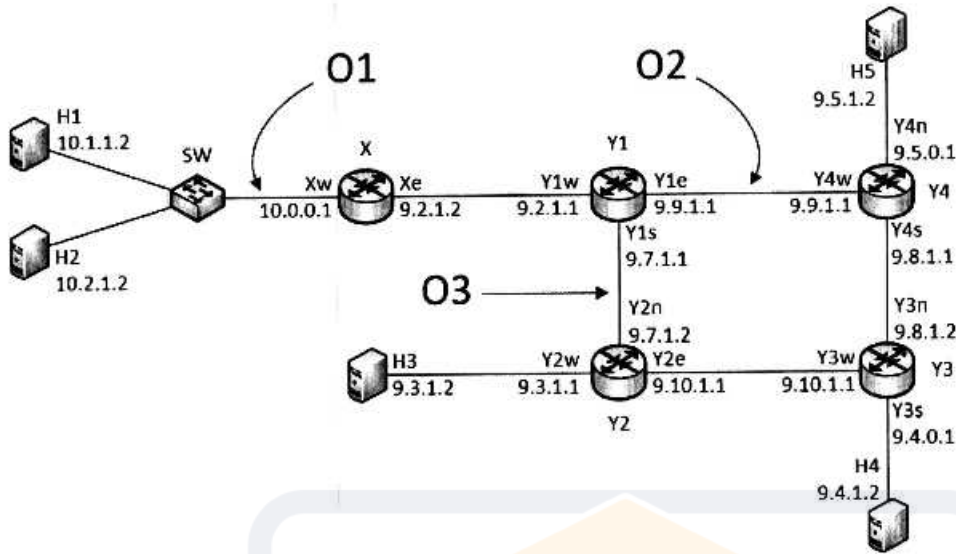 O1
O2
H5
9.5.1.2
H1
10.1.1.2
SW
X
Y1
Y4n
9.5.0.1
Xw
10.0.0.1
Xe
9.2.1.2
Y1w
9.2.1.1
Y1e
9.9.1.1
Y4w
9.9.1.1
Y4
H2
10.2.1.2
Y1s
9.7.1.1
Y4s
9.8.1.1
O3
Y2n
9.7.1.2
Y3n
9.8.1.2
H3
9.3.1.2
Y2w
9.3.1.1
Y2e
9.10.1.1
Y3w
9.10.1.1
Y3
Y2
Y3s
9.4.0.1
H4
9.4.1.2